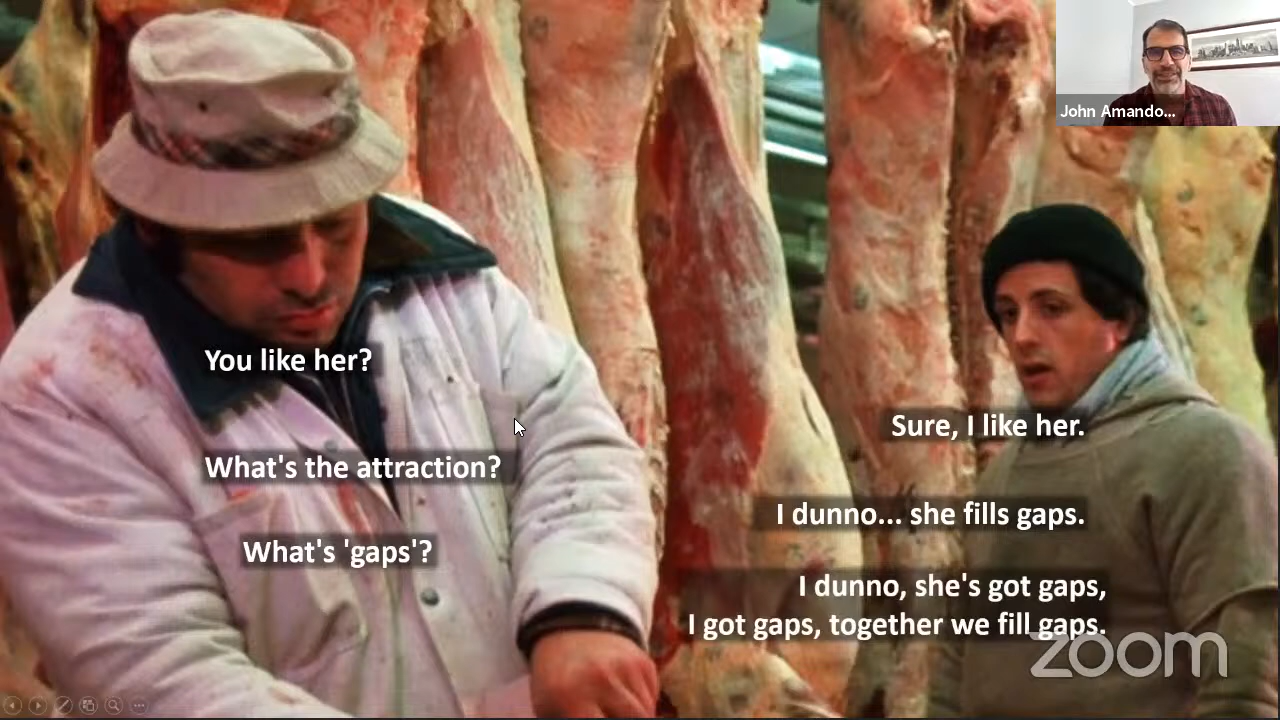 John Amando...
You like her?
Sure, I like her.
What's the attraction?
I dunno... she fills gaps.
What's 'gaps'?
I dunno, she's got gaps,
I got gaps, together we fill gaps.
zoom